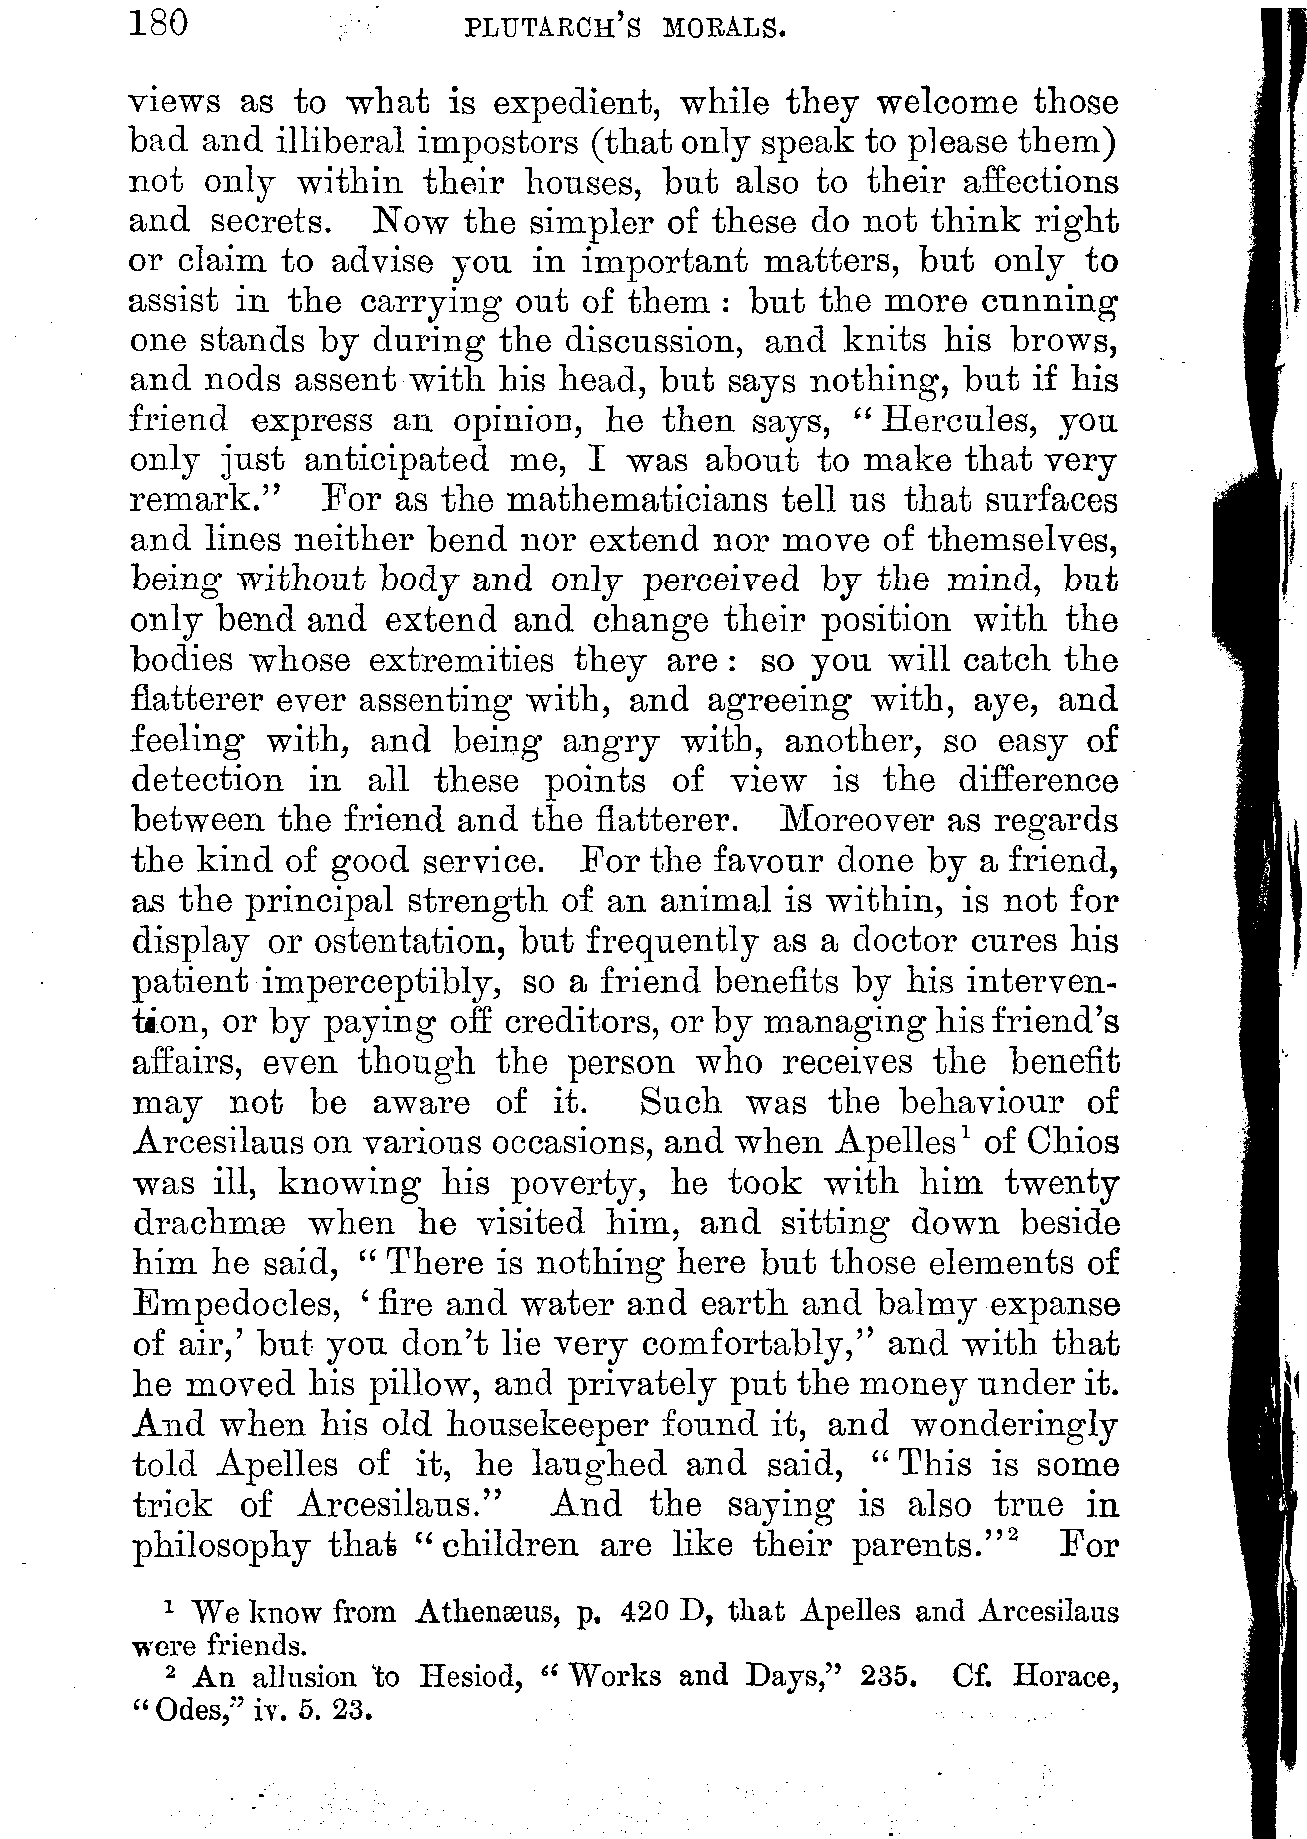 180 PLUTARCH'S MORALS.
views as to what is expedient, while they welcome those
bad and illiberal impostors (that only speak to please them)
not only within their houses, but also to their affections
and secrets. Now the simpler of these do not think right
or claim to advise you in important matters, but only to
assist in the carrying out of them : but the more cunning
one stands by during the discussion, and knits his brows,
and nods assent with his head, but says nothing, but if his
friend express an opinion, he then says, “ Hercules, you
only just anticipated me, I was about to make that very
remark.” For as the mathematicians tell us that surfaces
and lines neither bend nor extend nor move of themselves,
being without body and only perceived by the mind, but
only bend and extend and change their position with the
bodies whose extremities they are : so you will catch the
flatterer ever assenting with, and agreeing with, aye, and
feeling with, and being angry with, another, so easy of
detection in all these points of view is the difference
between the friend and the flatterer. Moreover as regards
the kind of good service. For the favour done by a friend,
as the principal strength of an animal is within, is not for
display or ostentation, but frequently as a doctor cures his
patient imperceptibly, so a friend benefits by his interven-
tion, or by paying off creditors, or by managing his friend's
affairs, even though the person who receives the benefit
may not be aware of it. Such was the behaviour of
Arcesilaus on various occasions, and when Apelles¹ of Chios
was ill, knowing his poverty, he took with him twenty
drachmæ when he visited him, and sitting down beside
him he said, “ There is nothing here but those elements of
Empedocles, ‘ fire and water and earth and balmy expanse
of air,’ but you don't lie very comfortably,” and with that
he moved his pillow, and privately put the money under it.
And when his old housekeeper found it, and wonderingly
told Apelles of it, he laughed and said, “ This is some
trick of Arcesilaus.” And the saying is also true in
philosophy that “ children are like their parents.”² For
¹ We know from Athenæus, p. 420 D, that Apelles and Arcesilaus
were friends.
² An allusion to Hesiod, “ Works and Days,” 235. Cf. Horace,
“ Odes,” iv. 5. 23.